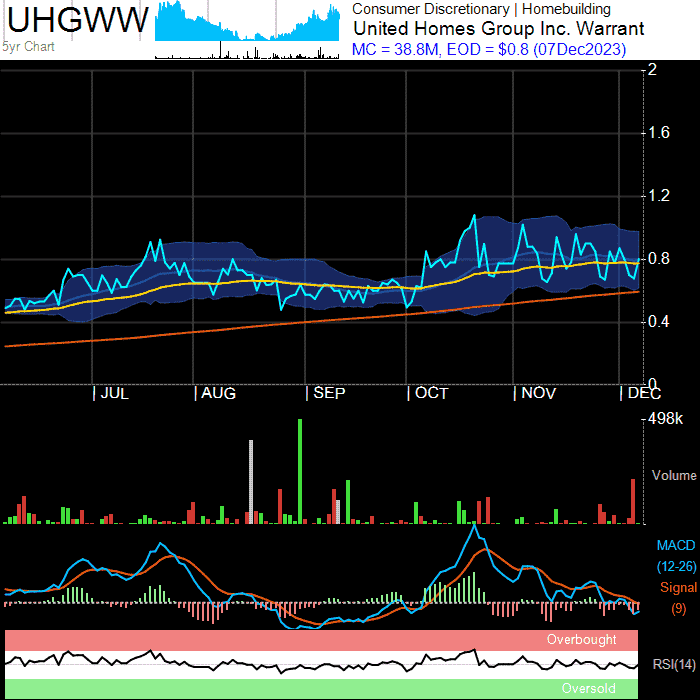 UHGWW
5yr Chart
Consumer Discretionary | Homebuilding
United Homes Group Inc. Warrant
MC = 38.8M, EOD = $0.8 (07Dec2023)
2
1.6
1.2
0.8
0.4
0
| JUL
| AUG
| SEP
| OCT
| NOV
| DEC
498k
Volume
MACD
(12-26)
Signal
(9)
Overbought
RSI(14)
Oversold